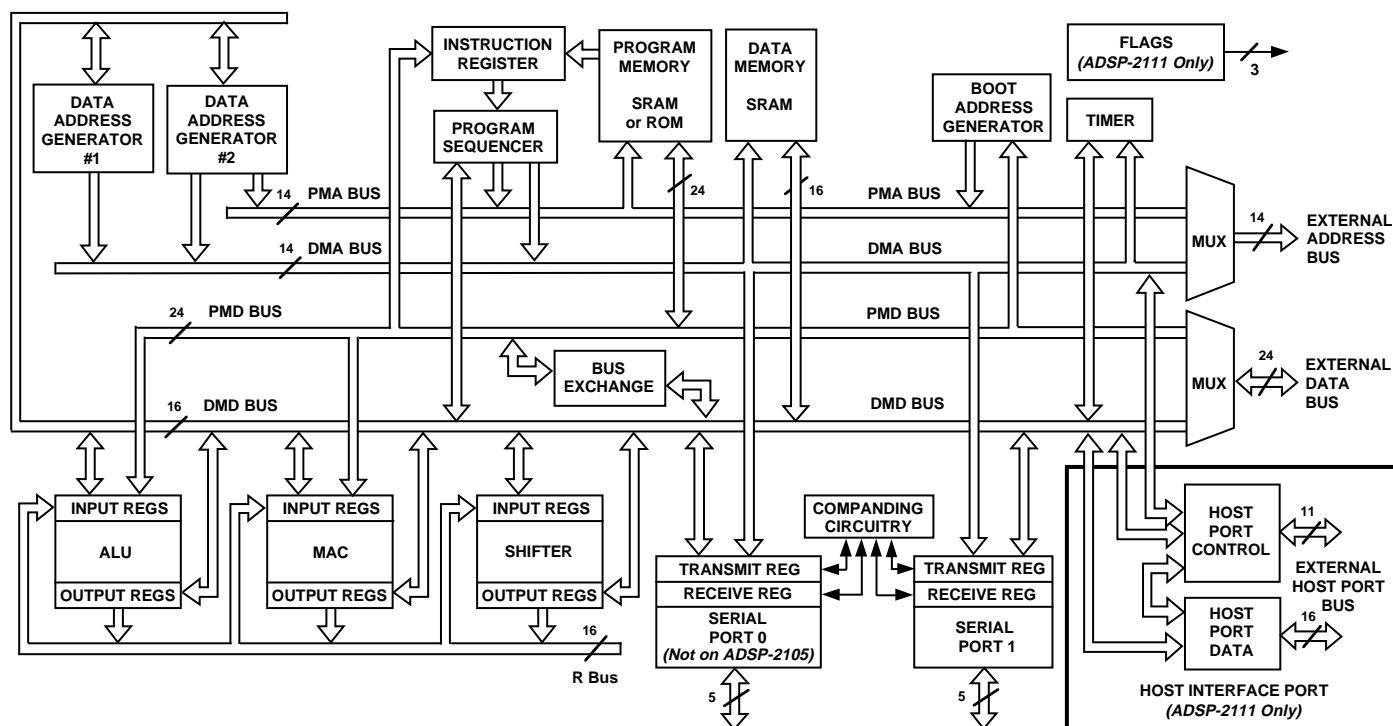 INSTRUCTION
REGISTER
PROGRAM
MEMORY
SRAM
or ROM
DATA
MEMORY
SRAM
FLAGS
(ADSP-2111 Only)
3
DATA
ADDRESS
GENERATOR
#1
DATA
ADDRESS
GENERATOR
#2
PROGRAM
SEQUENCER
BOOT
ADDRESS
GENERATOR
TIMER
24
16
14
PMA BUS
PMA BUS
14
DMA BUS
DMA BUS
MUX
14
EXTERNAL
ADDRESS
BUS
24
PMD BUS
PMD BUS
BUS
EXCHANGE
MUX
24
EXTERNAL
DATA
BUS
16
DMD BUS
DMD BUS
INPUT REGS
ALU
OUTPUT REGS
INPUT REGS
MAC
OUTPUT REGS
INPUT REGS
SHIFTER
OUTPUT REGS
16
R Bus
COMPANDING
CIRCUITRY
TRANSMIT REG
RECEIVE REG
SERIAL
PORT 0
(Not on ADSP-2105)
5
TRANSMIT REG
RECEIVE REG
SERIAL
PORT 1
5
HOST
PORT
CONTROL
11
EXTERNAL
HOST PORT
BUS
HOST
PORT
DATA
16
HOST INTERFACE PORT
(ADSP-2111 Only)